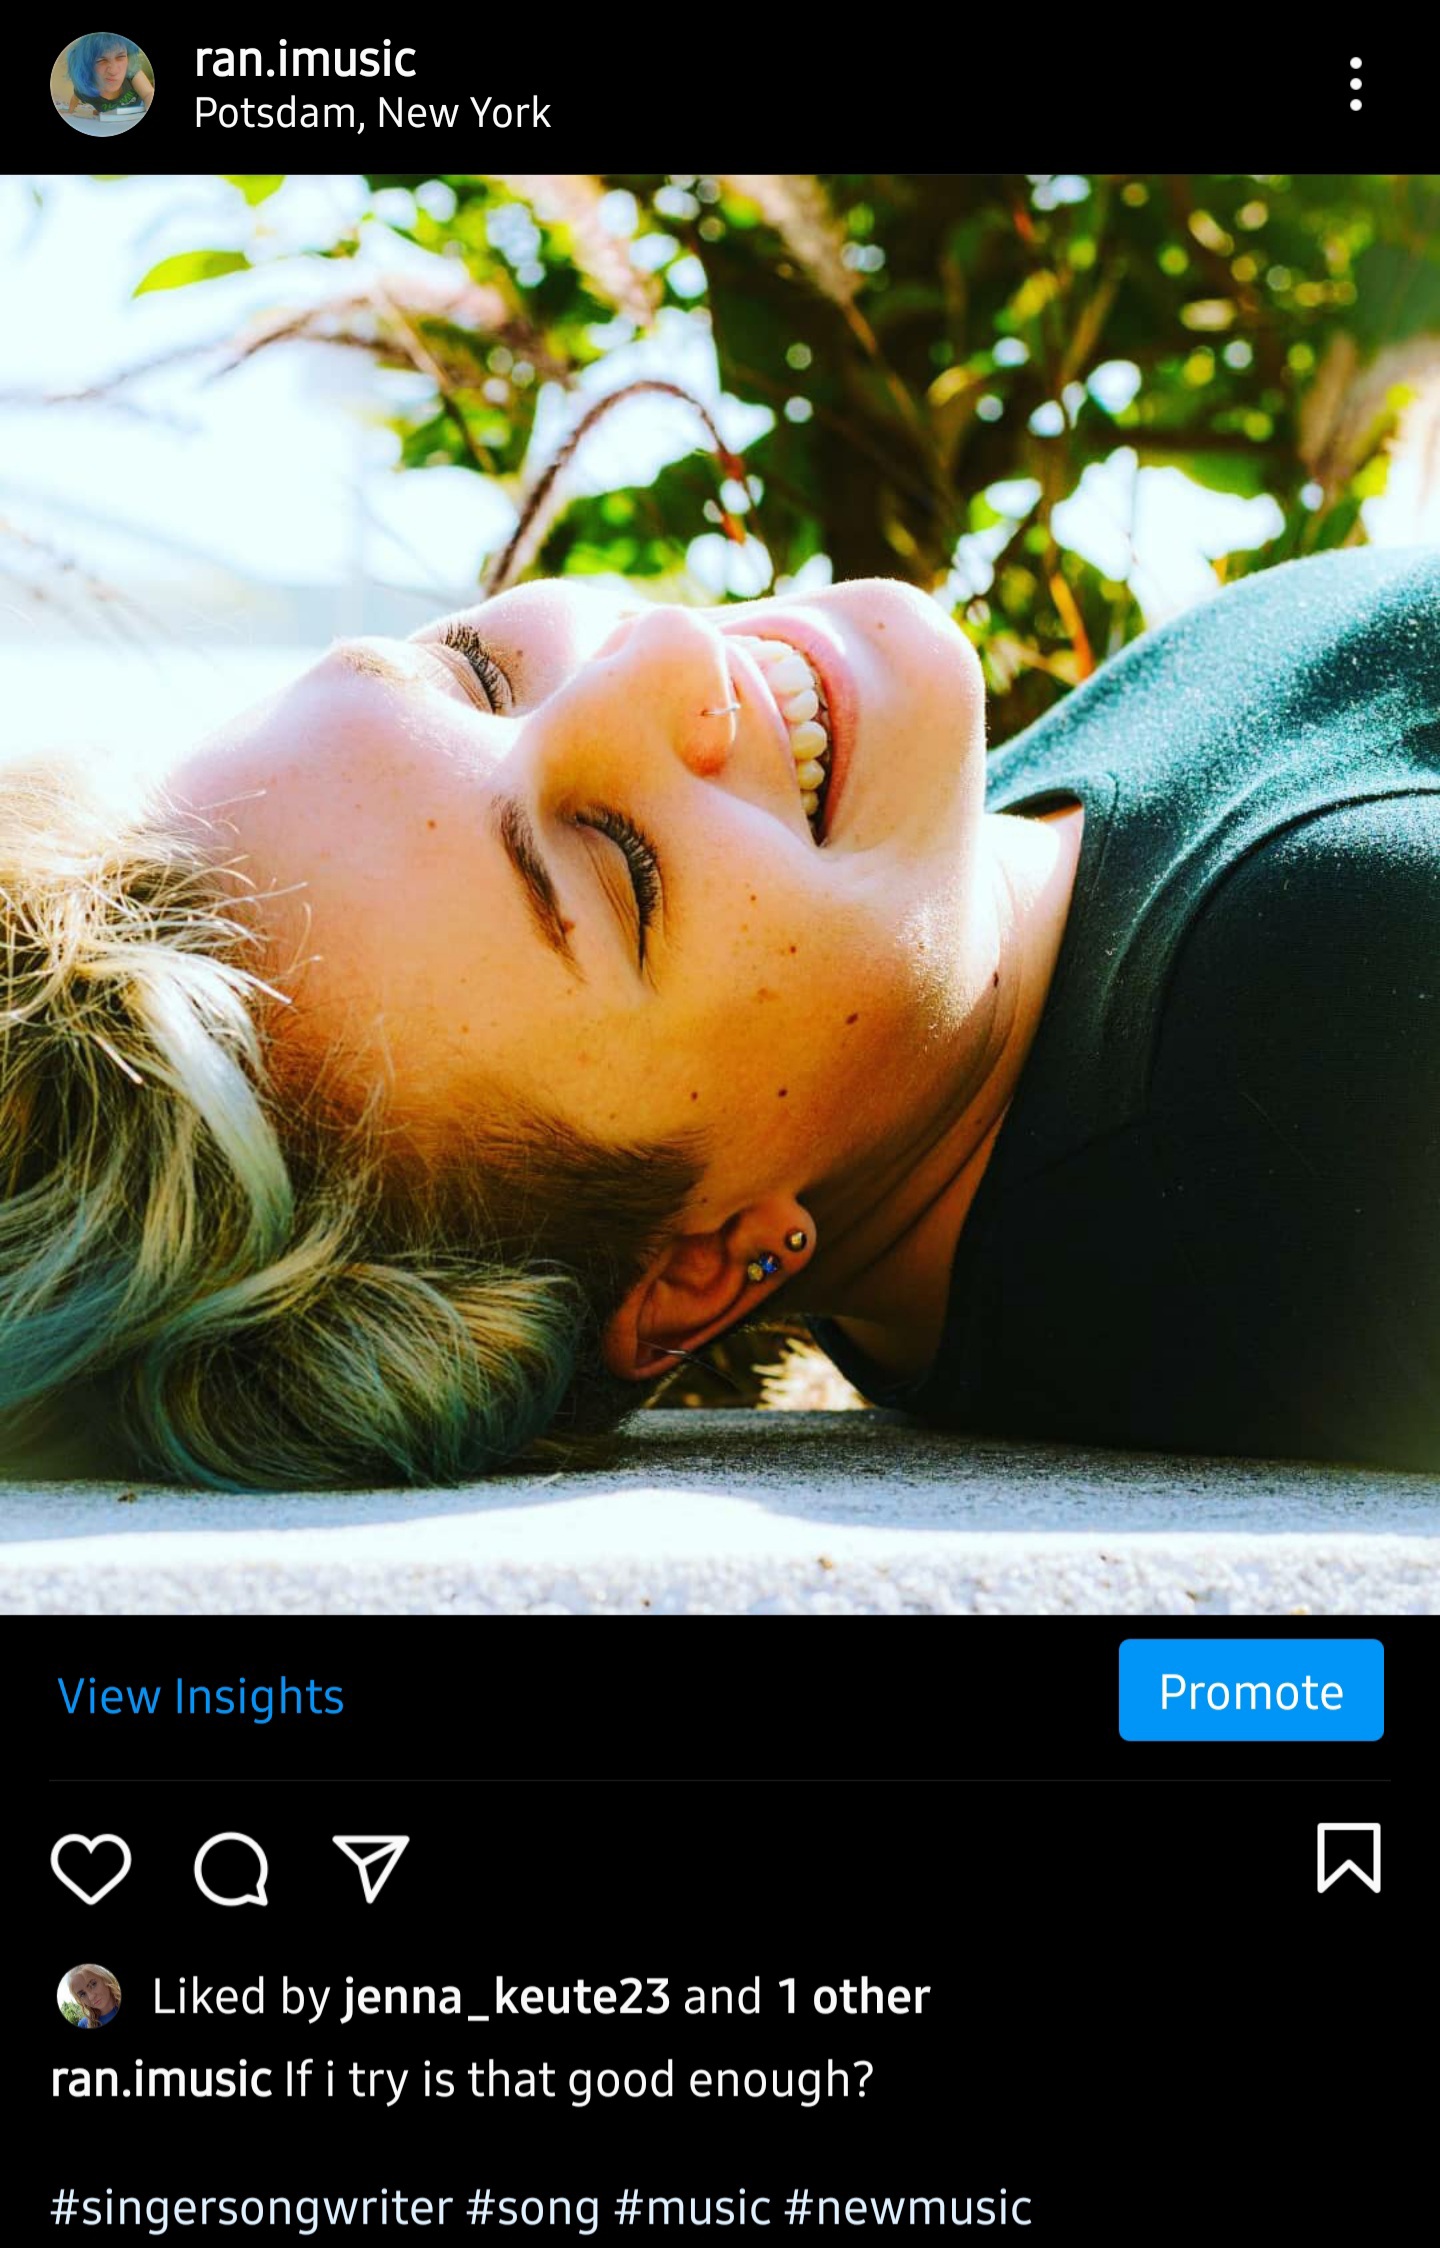 ran.imusic
Potsdam, New York
View Insights
Promote
Liked by jenna_keute23 and 1 other
ran.imusic If i try is that good enough?
#singersongwriter #song #music #newmusic